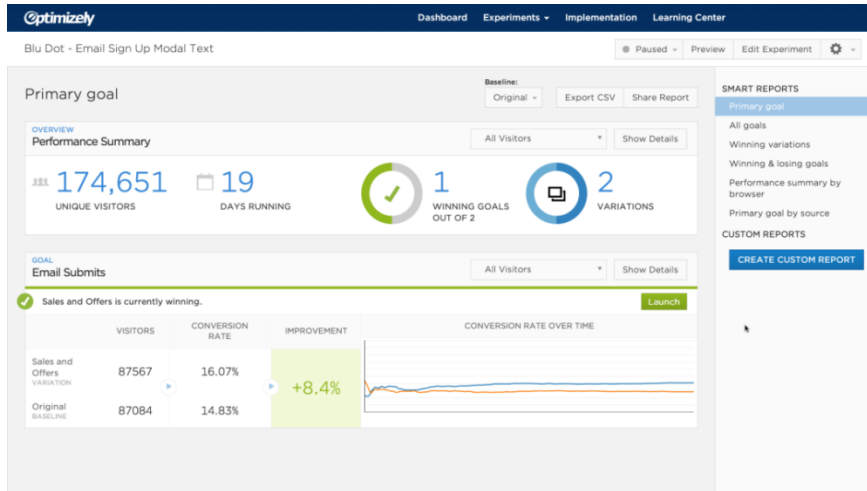 Optimizely
Dashboard Experiments Implementation Learning Center
Blu Dot - Email Sign Up Modal Text
Paused Preview Edit Experiment
Primary goal
Baseline:
Original Export CSV Share Report
OVERVIEW
Performance Summary
All Visitors Show Details
174,651
UNIQUE VISITORS
19
DAYS RUNNING
1
WINNING GOALS
OUT OF 2
2
VARIATIONS
GOAL
Email Submits
All Visitors Show Details
Sales and Offers is currently winning.
Launch
VISITORS CONVERSION RATE IMPROVEMENT CONVERSION RATE OVER TIME
Sales and
Offers
VARIATION
87567 16.07%
+8.4%
Original
BASELINE
87084 14.83%
SMART REPORTS
Primary goal
All goals
Winning variations
Winning & losing goals
Performance summary by
browser
Primary goal by source
CUSTOM REPORTS
CREATE CUSTOM REPORT